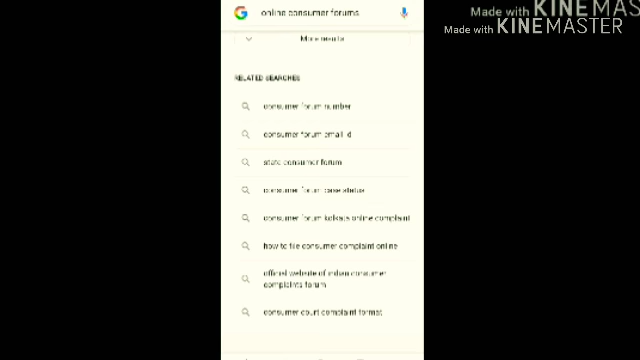 online consumer forums
Made with KINEMAS
Made with KINEMASTER
More results
RELATED SEARCHES
consumer forum number
consumer forum email id
state consumer forum
consumer forum case status
consumer forum kolkata online complaint
how to file consumer complaint online
official website of indian consumer
complaints forum
consumer court complaint format